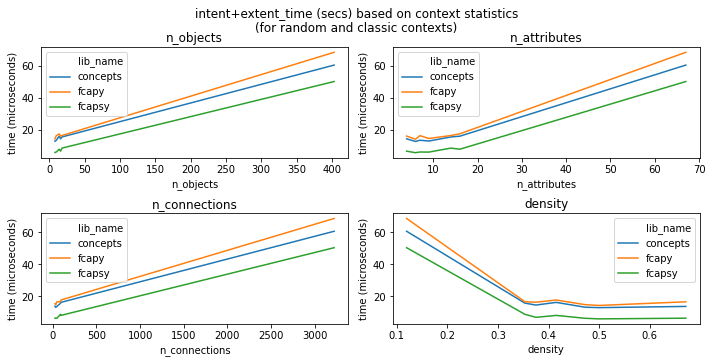 intent+extent_time (secs) based on context statistics
(for random and classic contexts)
n_objects
n_attributes
time (microseconds)
60
40
20
lib_name
concepts
fcapy
fcapsy
0 50 100 150 200 250 300 350 400
n_objects
time (microseconds)
60
40
20
lib_name
concepts
fcapy
fcapsy
10 20 30 40 50 60 70
n_attributes
n_connections
density
time (microseconds)
60
40
20
lib_name
concepts
fcapy
fcapsy
0 500 1000 1500 2000 2500 3000
n_connections
time (microseconds)
60
40
20
lib_name
concepts
fcapy
fcapsy
0.1 0.2 0.3 0.4 0.5 0.6
density